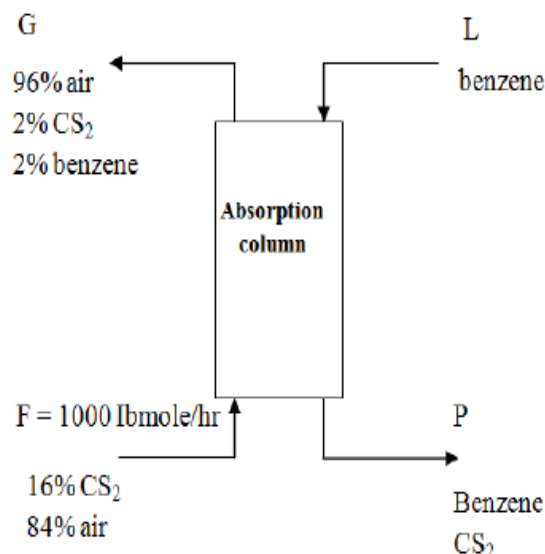 G
96% air
2% CS₂
2% benzene
L
benzene
Absorption
column
F = 1000 Ibmole/hr
16% CS₂
84% air
P
Benzene
CS₂